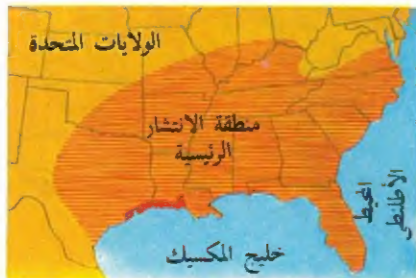 الولايات المتحدة
منطقة الانتشار
الرئيسية
المحيط
الأطلنطي
خليج المكسيك